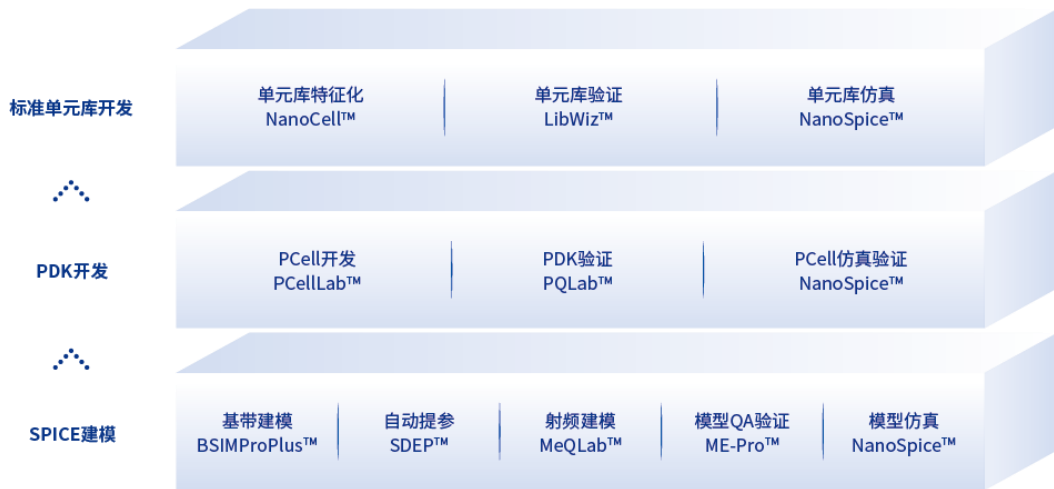 标准单元库开发
单元库特征化
NanoCell™
单元库验证
LibWiz™
单元库仿真
NanoSpice™
PDK开发
PCell开发
PCellLab™
PDK验证
PQLab™
PCell仿真验证
NanoSpice™
SPICE建模
基带建模
BSIMProPlus™
自动提参
SDEP™
射频建模
MeQLab™
模型QA验证
ME-Pro™
模型仿真
NanoSpice™